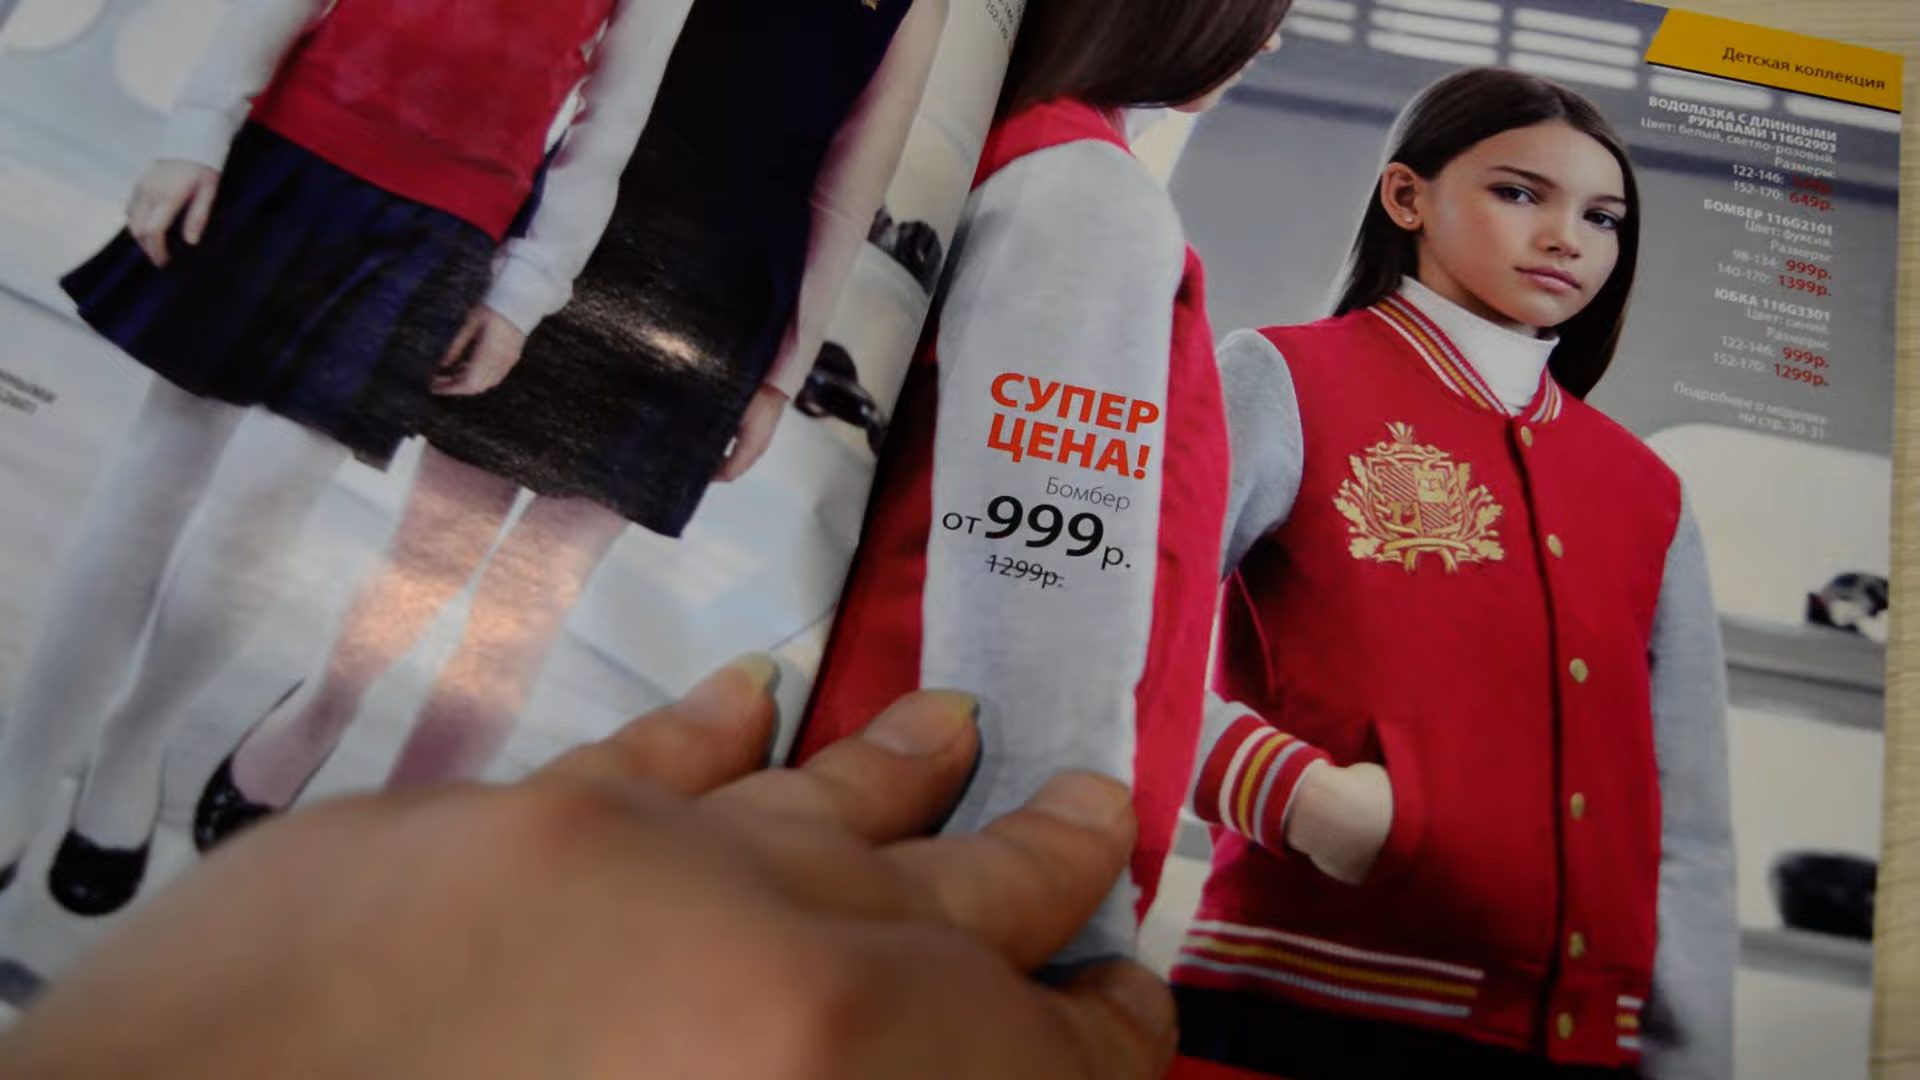 СУПЕР
ЦЕНА!
Бомбер
от 999р.
1299р.
Детская коллекция
ВОДОЛАЗКА С ДЛИННЫМИ
РУКАВАМИ 116G2903
Цвет: белый, светло-розовый.
Размеры:
122-146:
152-170: 649р.
БОМБЕР 116G2101
Цвет: фуксия.
Размеры:
98-134: 999р.
140-170: 1399р.
ЮБКА 116G3301
Цвет: синий.
Размеры:
122-146: 999р.
152-170: 1299р.
Подробнее о моделях
на стр. 30-31